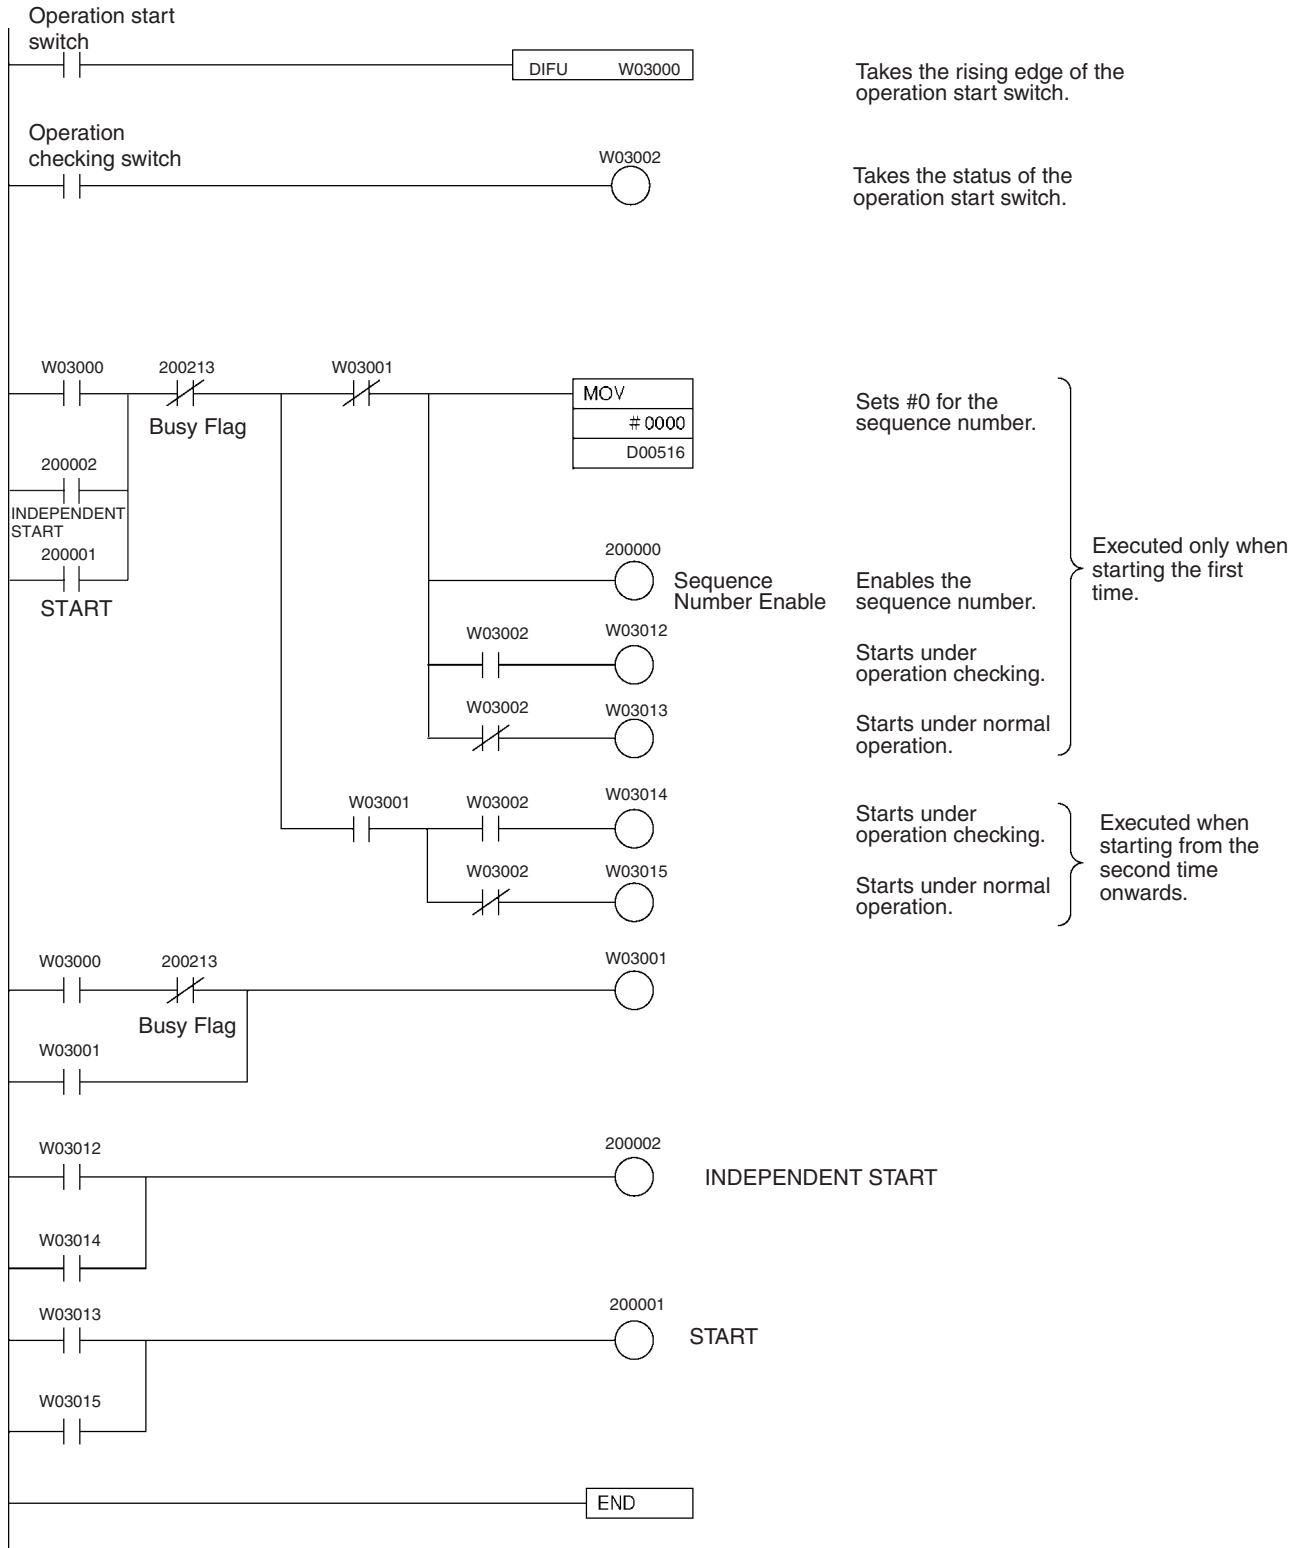 Operation start
switch
DIFU W03000
Takes the rising edge of the
operation start switch.
Operation
checking switch
W03002
Takes the status of the
operation start switch.
W03000
200213
W03001
Busy Flag
MOV
# 0000
D00516
Sets #0 for the
sequence number.
200002
INDEPENDENT
START
200001
START
200000
Sequence
Number Enable
Enables the
sequence number.
Executed only when
starting the first
time.
W03002
W03012
Starts under
operation checking.
W03002
W03013
Starts under normal
operation.
W03001
W03002
W03014
Starts under
operation checking.
Executed when
starting from the
second time
onwards.
W03002
W03015
Starts under normal
operation.
W03000
200213
W03001
Busy Flag
W03001
W03012
200002
INDEPENDENT START
W03014
W03013
200001
START
W03015
END